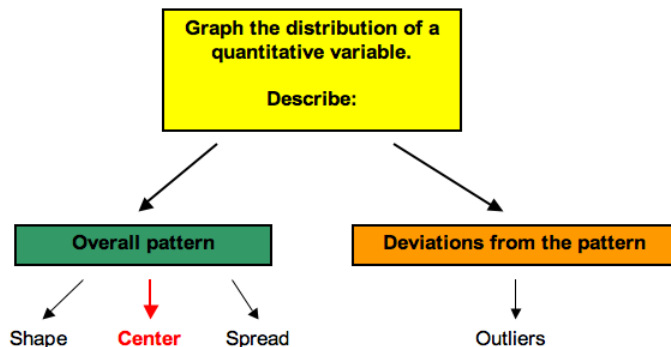 Graph the distribution of a
quantitative variable.
Describe:
Overall pattern
Deviations from the pattern
Shape
Center
Spread
Outliers